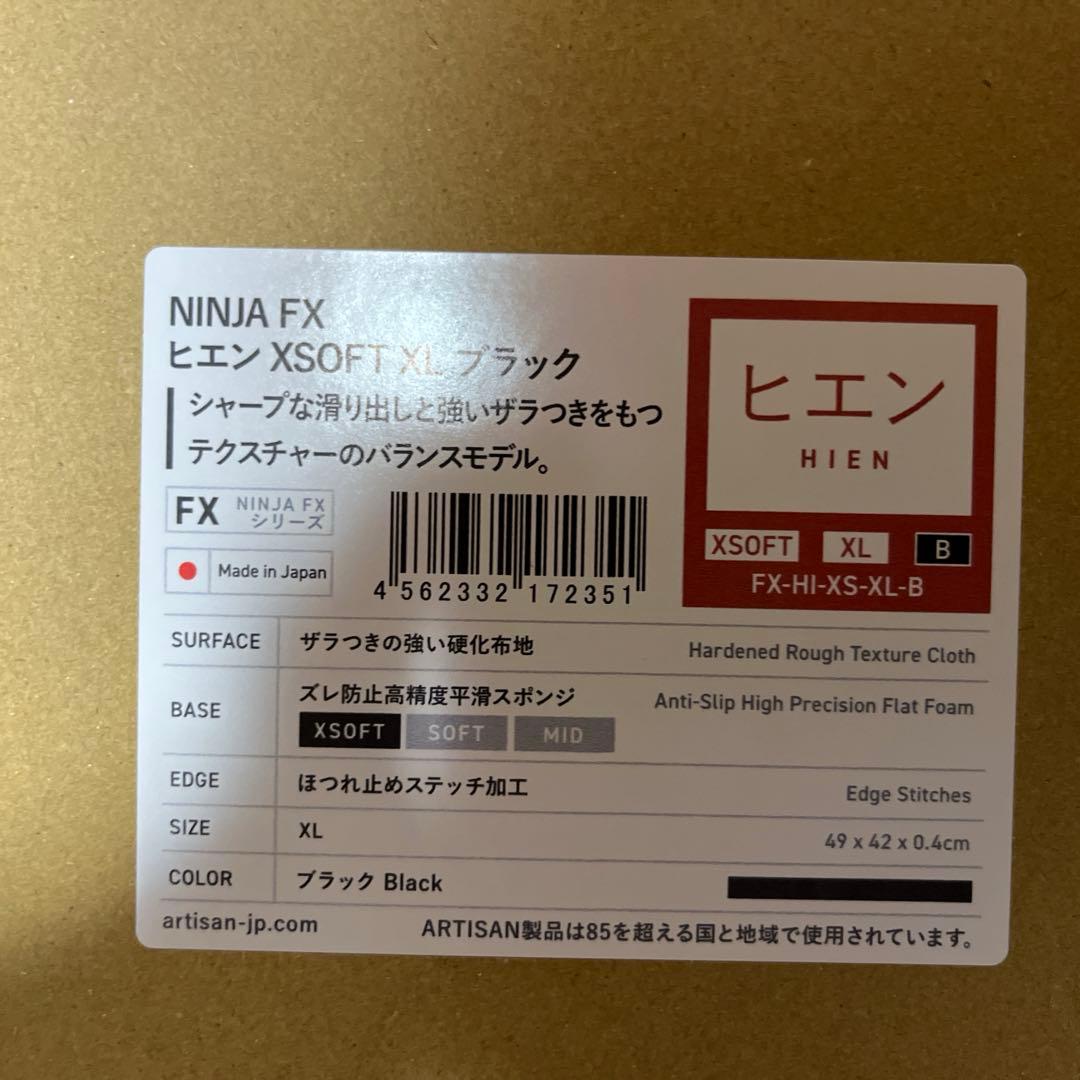 NINJA FX
ヒエン XSOFT XL ブラック
シャープな滑り出しと強いザラつきをもつ
テクスチャーのバランスモデル。
FX NINJA FX
シリーズ
Made in Japan
4 562332 172351
ヒエン
HIEN
XSOFT XL B
FX-HI-XS-XL-B
SURFACE ザラつきの強い硬化布地 Hardened Rough Texture Cloth
BASE ズレ防止高精度平滑スポンジ Anti-Slip High Precision Flat Foam
XSOFT SOFT MID
EDGE ほつれ止めステッチ加工 Edge Stitches
SIZE XL 49 x 42 x 0.4cm
COLOR ブラック Black
artisan-jp.com ARTISAN製品は85を超える国と地域で使用されています。